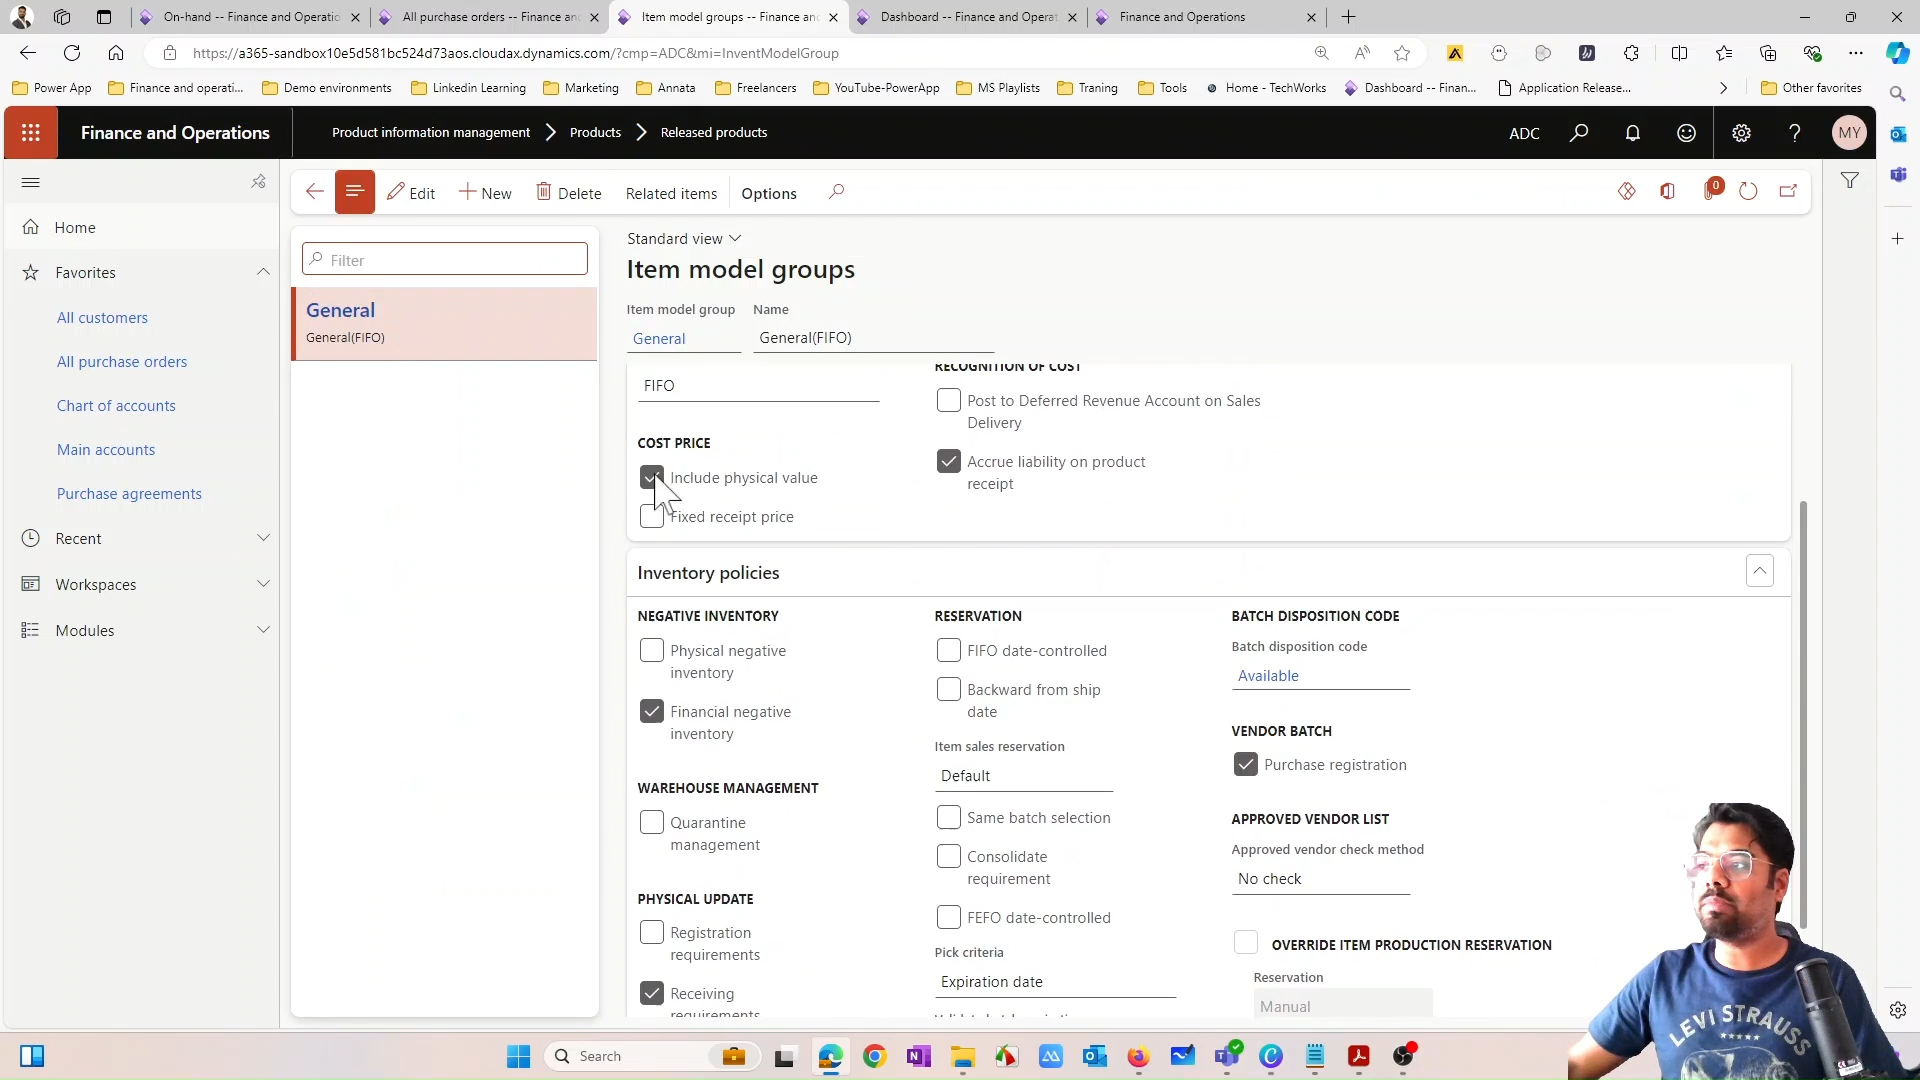 On-hand -- Finance and Operatio
All purchase orders -- Finance and
Item model groups -- Finance and
Dashboard -- Finance and Operat
Finance and Operations
https://a365-sandbox10e5d581bc524d73aos.cloudax.dynamics.com/?cmp=ADC&mi=InventModelGroup
Power App
Finance and operati...
Demo environments
Linkedin Learning
Marketing
Annata
Freelancers
YouTube-PowerApp
MS Playlists
Traning
Tools
Home - TechWorks
Dashboard -- Finan...
Application Release...
Other favorites
Finance and Operations
Product information management
Products
Released products
ADC
MY
Edit
New
Delete
Related items
Options
0
Home
Favorites
All customers
All purchase orders
Chart of accounts
Main accounts
Purchase agreements
Recent
Workspaces
Modules
Filter
General
General(FIFO)
Standard view
Item model groups
Item model group
Name
General
General(FIFO)
FIFO
COST PRICE
Include physical value
Fixed receipt price
RECOGNITION OF COST
Post to Deferred Revenue Account on Sales
Delivery
Accrue liability on product
receipt
Inventory policies
NEGATIVE INVENTORY
Physical negative
inventory
Financial negative
inventory
WAREHOUSE MANAGEMENT
Quarantine
management
PHYSICAL UPDATE
Registration
requirements
Receiving
requirements
RESERVATION
FIFO date-controlled
Backward from ship
date
Item sales reservation
Default
Same batch selection
Consolidate
requirement
FEFO date-controlled
Pick criteria
Expiration date
BATCH DISPOSITION CODE
Batch disposition code
Available
VENDOR BATCH
Purchase registration
APPROVED VENDOR LIST
Approved vendor check method
No check
OVERRIDE ITEM PRODUCTION RESERVATION
Reservation
Manual
LEVI STRAUSS
Search